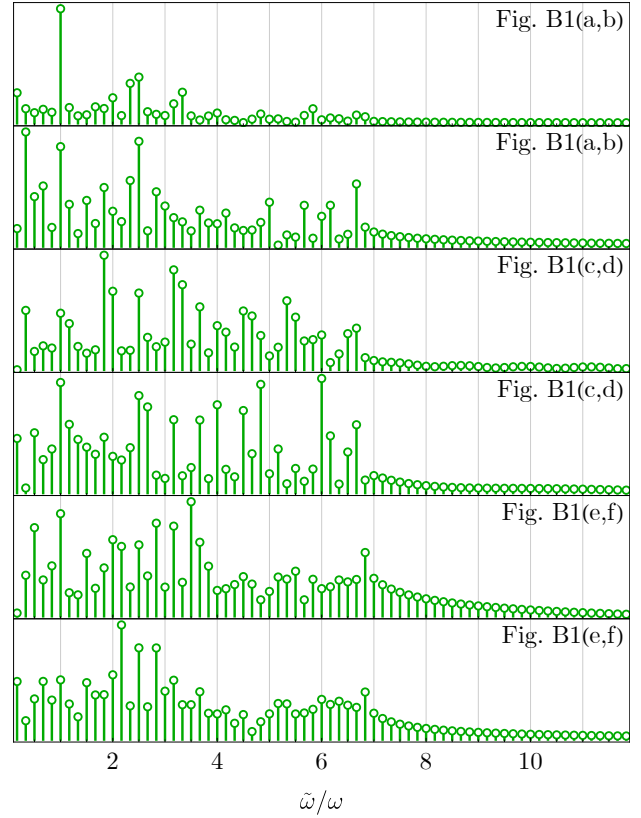 Fig. B1(a,b)
Fig. B1(a,b)
Fig. B1(c,d)
Fig. B1(c,d)
Fig. B1(e,f)
Fig. B1(e,f)
2 4 6 8 10
ω̃/ω